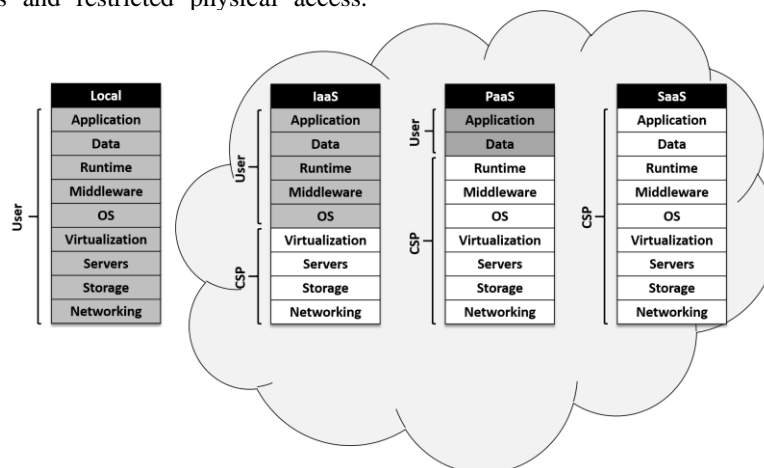 s and restricted physical access.
Local
Application
Data
Runtime
Middleware
OS
Virtualization
Servers
Storage
Networking
User
IaaS
Application
Data
Runtime
Middleware
OS
Virtualization
Servers
Storage
Networking
User
CSP
PaaS
Application
Data
Runtime
Middleware
OS
Virtualization
Servers
Storage
Networking
User
CSP
SaaS
Application
Data
Runtime
Middleware
OS
Virtualization
Servers
Storage
Networking
CSP